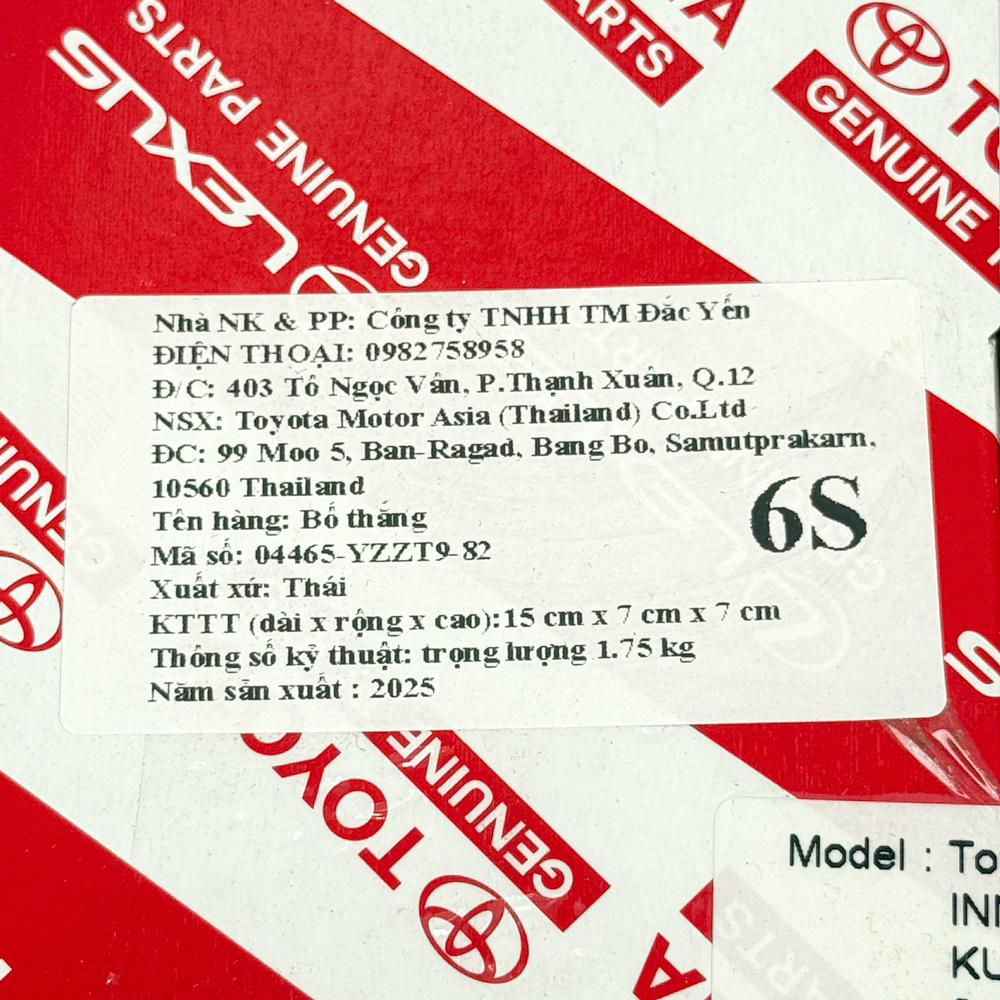 GENUINE PARTS
LEXUS
PARTS
GENUINE
Nhà NK & PP: Công ty TNHH TM Đắc Yến
ĐIỆN THOẠI: 0982758958
Đ/C: 403 Tô Ngọc Vân, P.Thạnh Xuân, Q.12
NSX: Toyota Motor Asia (Thailand) Co.Ltd
ĐC: 99 Moo 5, Ban-Ragad, Bang Bo, Samutprakarn,
10560 Thailand
Tên hàng: Bố thắng
Mã số: 04465-YZZT9-82
Xuất xứ: Thái
KTTT (dài x rộng x cao):15 cm x 7 cm x 7 cm
Thông số kỹ thuật: trọng lượng 1.75 kg
Năm sản xuất : 2025
6S
GENUINE
Model :